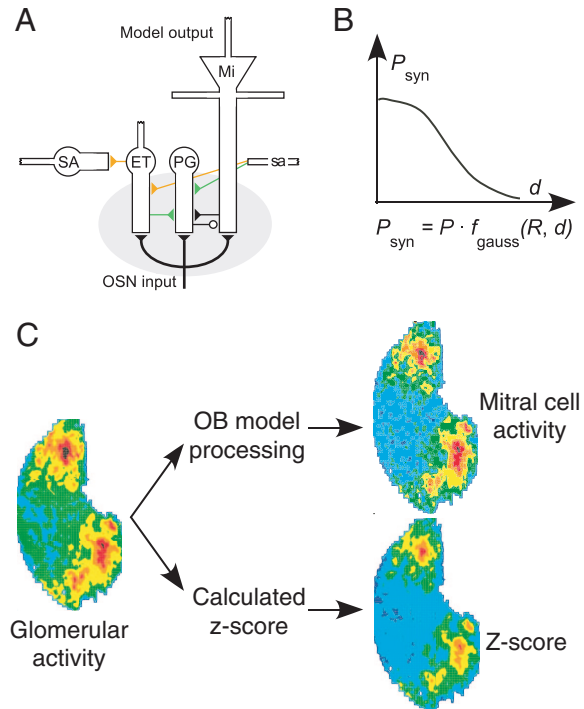 A
Model output
Mi
SA
ET
PG
sa
OSN input
B
P syn
d
P syn = P · f gauss (R, d)
C
OB model
processing
Mitral cell
activity
Glomerular
activity
Calculated
z-score
Z-score